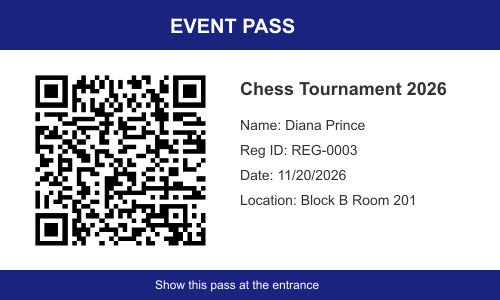 EVENT PASS
Chess Tournament 2026
Name: Diana Prince
Reg ID: REG-0003
Date: 11/20/2026
Location: Block B Room 201
Show this pass at the entrance